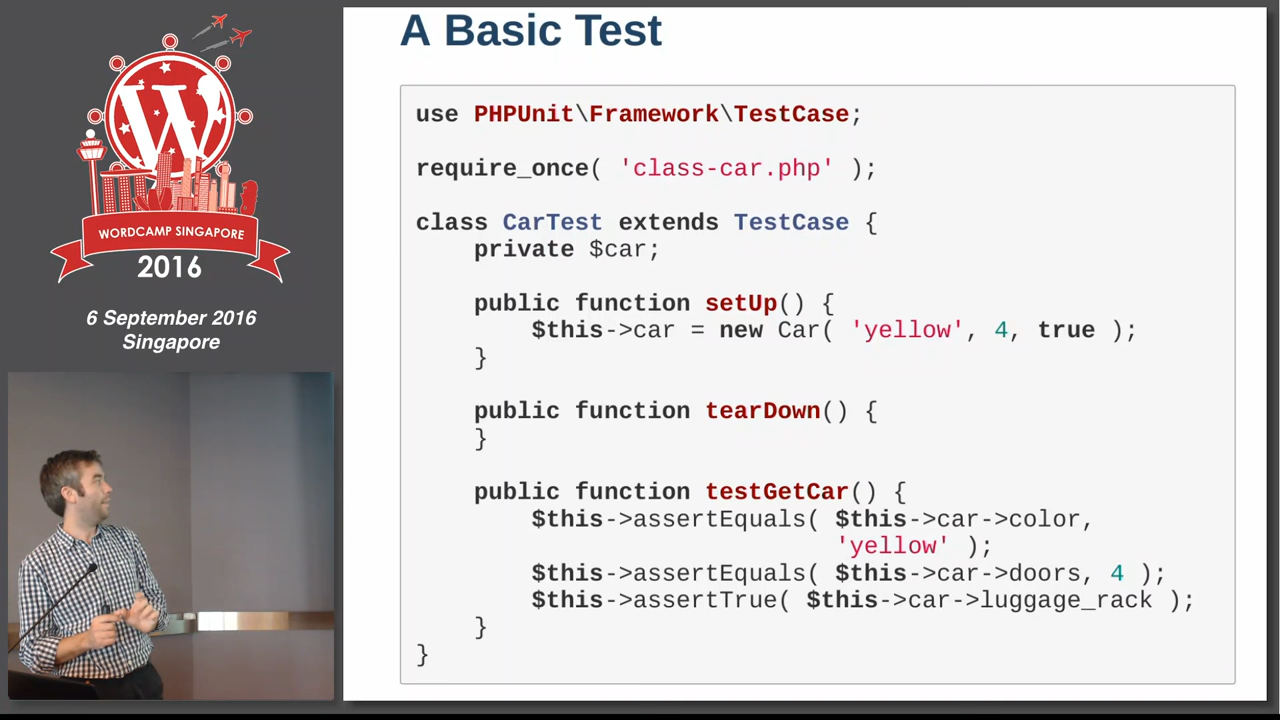 WORDCAMP SINGAPORE
2016
6 September 2016
Singapore
A Basic Test
use PHPUnit\Framework\TestCase;
require_once( 'class-car.php' );
class CarTest extends TestCase {
    private $car;
    public function setUp() {
        $this->car = new Car( 'yellow', 4, true );
    }
    public function tearDown() {
    }
    public function testGetCar() {
        $this->assertEquals( $this->car->color,
                             'yellow' );
        $this->assertEquals( $this->car->doors, 4 );
        $this->assertTrue( $this->car->luggage_rack );
    }
}